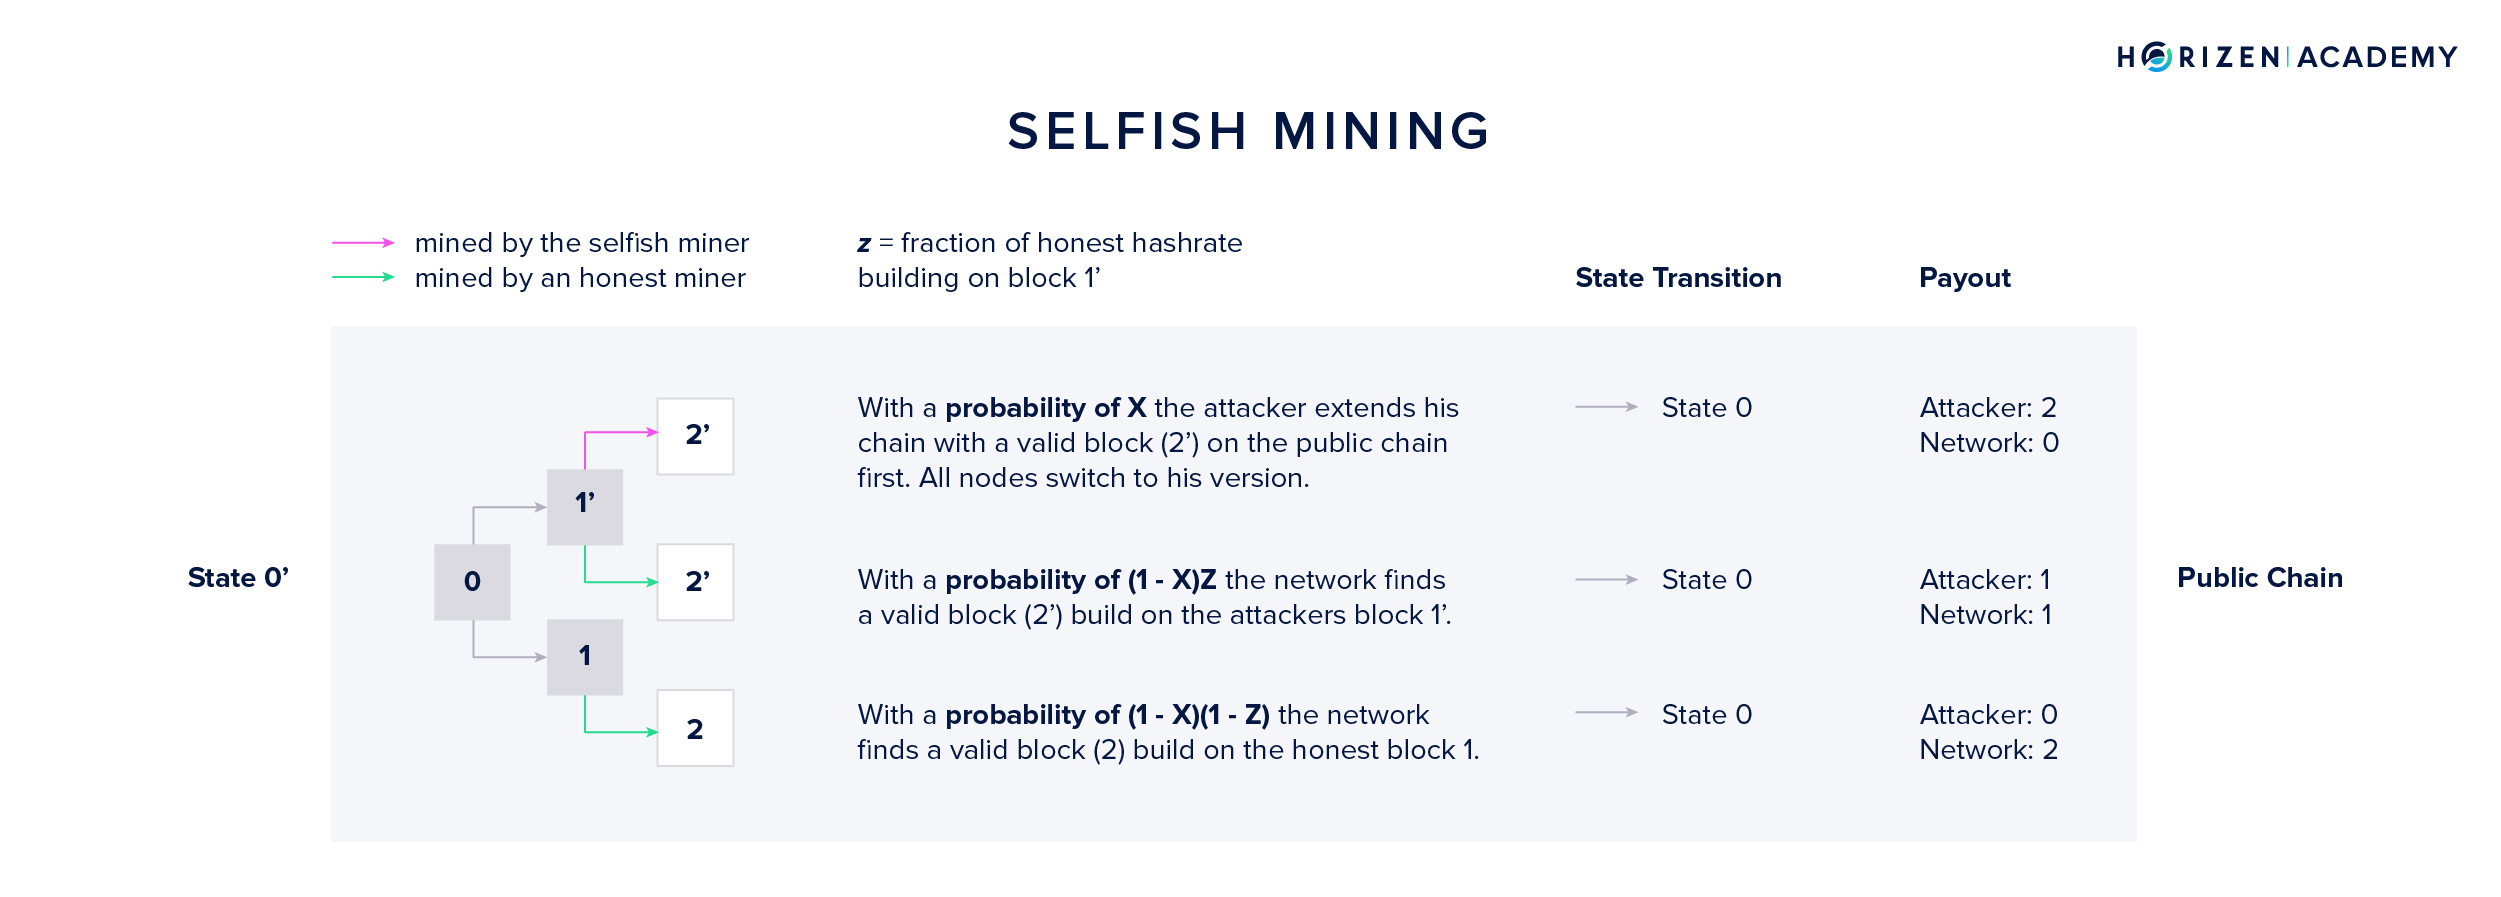 HORIZEN | ACADEMY
SELFISH MINING
mined by the selfish miner
mined by an honest miner
z = fraction of honest hashrate
building on block 1’
State Transition
Payout
State 0’
0
1’
1
2’
2’
2
With a probability of X the attacker extends his
chain with a valid block (2’) on the public chain
first. All nodes switch to his version.
State 0
Attacker: 2
Network: 0
With a probability of (1 - X)Z the network finds
a valid block (2’) build on the attackers block 1’.
State 0
Attacker: 1
Network: 1
With a probability of (1 - X)(1 - Z) the network
finds a valid block (2) build on the honest block 1.
State 0
Attacker: 0
Network: 2
Public Chain